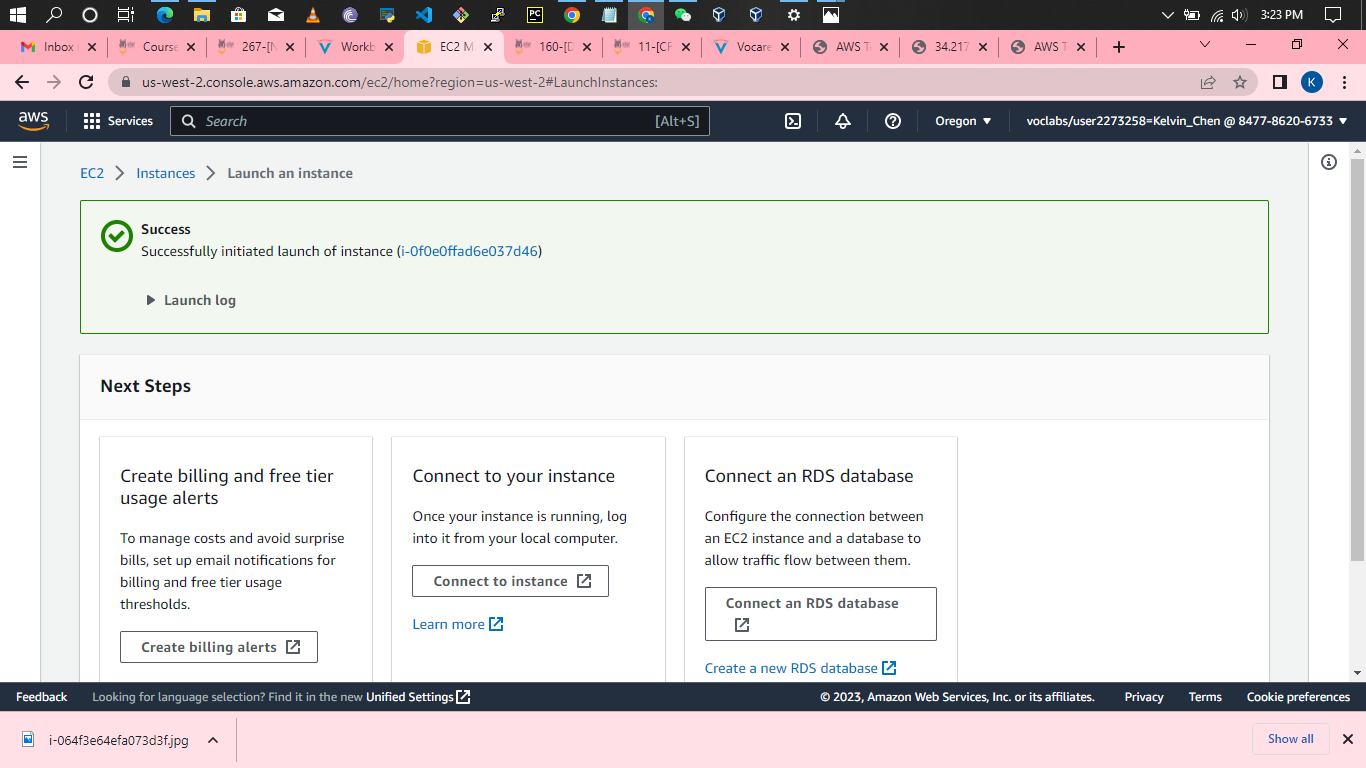 3:23 PM
Inbox
Course
267-[N
Workb
EC2 M
160-[D
11-[CF
Vocare
AWS T
34.217
AWS T
us-west-2.console.aws.amazon.com/ec2/home?region=us-west-2#LaunchInstances:
K
aws
Services
Search
[Alt+S]
Oregon
voclabs/user2273258=Kelvin_Chen @ 8477-8620-6733
EC2
Instances
Launch an instance
Success
Successfully initiated launch of instance (i-0f0e0ffad6e037d46)
Launch log
Next Steps
Create billing and free tier
usage alerts
To manage costs and avoid surprise
bills, set up email notifications for
billing and free tier usage
thresholds.
Create billing alerts
Connect to your instance
Once your instance is running, log
into it from your local computer.
Connect to instance
Learn more
Connect an RDS database
Configure the connection between
an EC2 instance and a database to
allow traffic flow between them.
Connect an RDS database
Create a new RDS database
Feedback
Looking for language selection? Find it in the new Unified Settings
© 2023, Amazon Web Services, Inc. or its affiliates.
Privacy
Terms
Cookie preferences
i-064f3e64efa073d3f.jpg
Show all